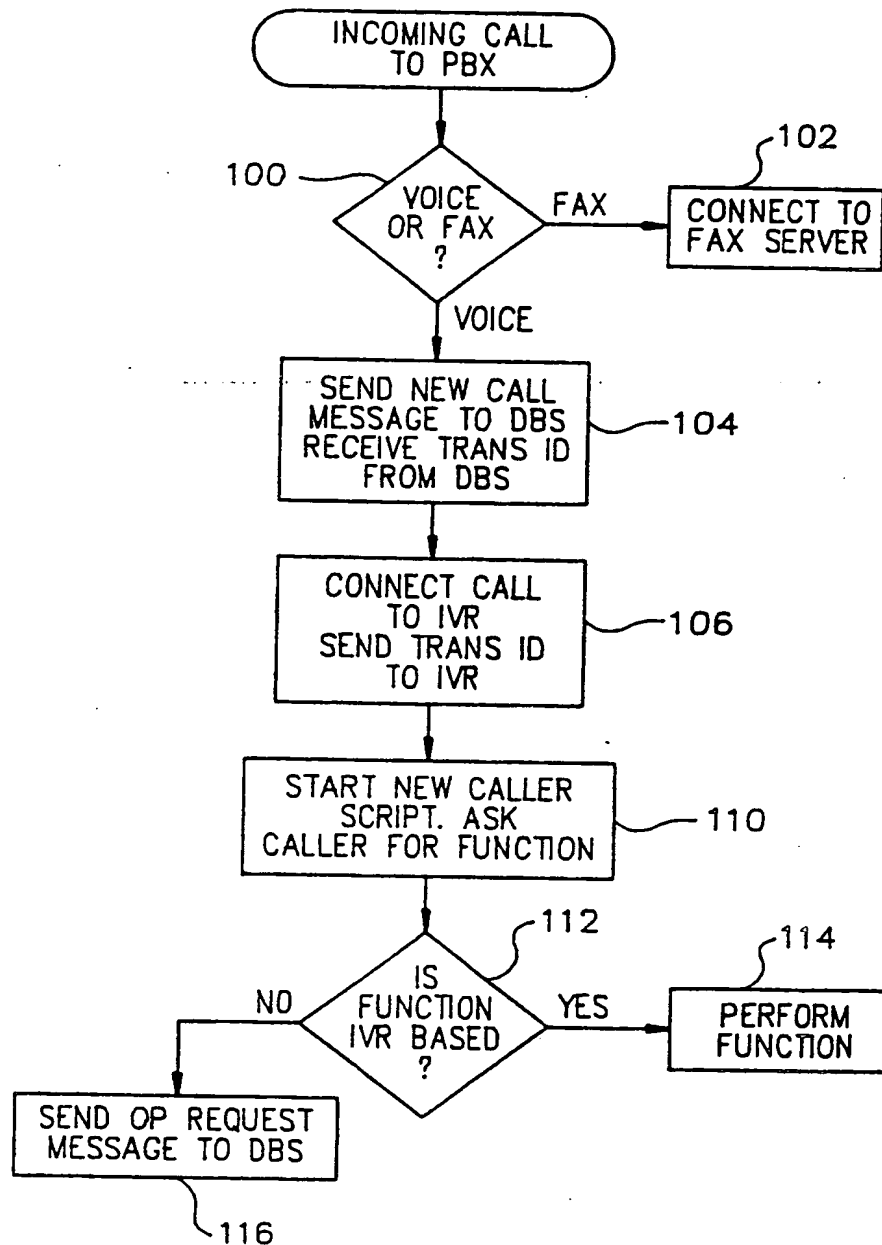 INCOMING CALL
TO PBX
102
100
VOICE
OR FAX
?
FAX
CONNECT TO
FAX SERVER
VOICE
SEND NEW CALL
MESSAGE TO DBS
RECEIVE TRANS ID
FROM DBS
104
CONNECT CALL
TO IVR
SEND TRANS ID
TO IVR
106
START NEW CALLER
SCRIPT. ASK
CALLER FOR FUNCTION
110
112
114
IS
FUNCTION
IVR BASED
?
NO
YES
PERFORM
FUNCTION
SEND OP REQUEST
MESSAGE TO DBS
116